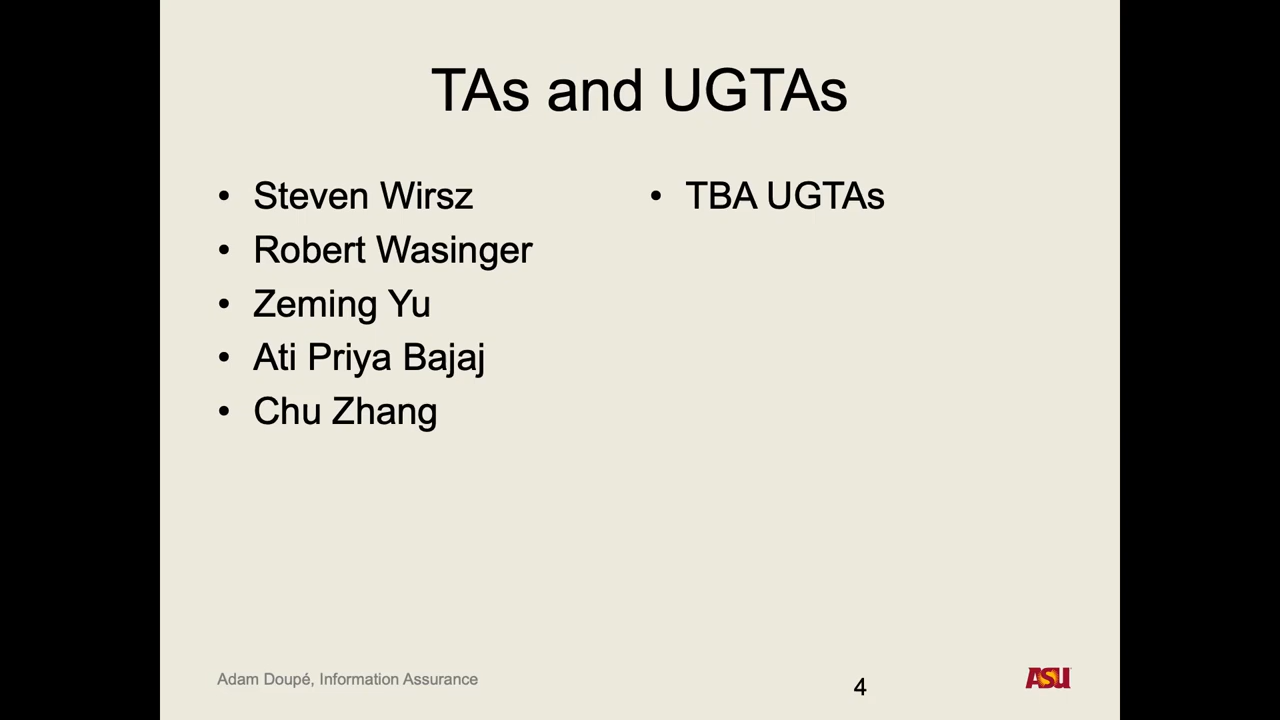 TAs and UGTAs
• Steven Wirsz
• Robert Wasinger
• Zeming Yu
• Ati Priya Bajaj
• Chu Zhang
• TBA UGTAs
Adam Doupé, Information Assurance
4
ASU